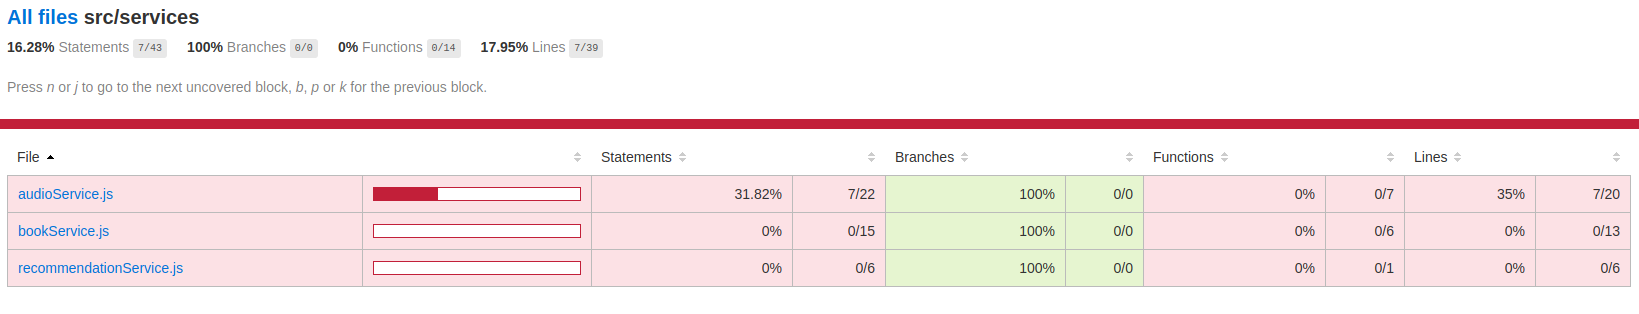 All files src/services
16.28% Statements 7/43 100% Branches 0/0 0% Functions 0/14 17.95% Lines 7/39
Press n or j to go to the next uncovered block, b, p or k for the previous block.
File Statements Branches Functions Lines
audioService.js 31.82% 7/22 100% 0/0 0% 0/7 35% 7/20
bookService.js 0% 0/15 100% 0/0 0% 0/6 0% 0/13
recommendationService.js 0% 0/6 100% 0/0 0% 0/1 0% 0/6